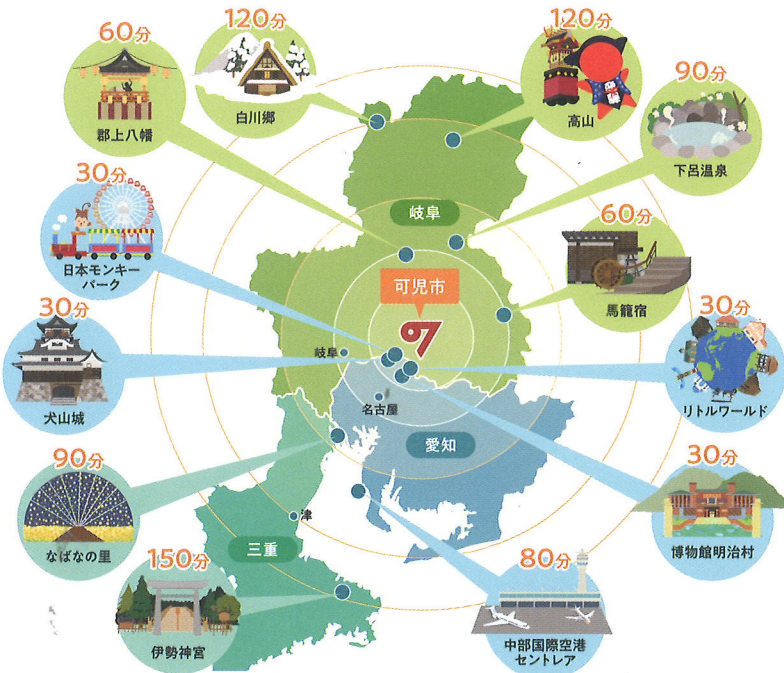 60分
郡上八幡
120分
白川郷
120分
高山
90分
下呂温泉
30分
日本モンキー
パーク
岐阜
60分
馬籠宿
可児市
30分
犬山城
岐阜
30分
リトルワールド
名古屋
愛知
90分
なばなの里
30分
博物館明治村
津
三重
150分
伊勢神宮
80分
中部国際空港
セントレア